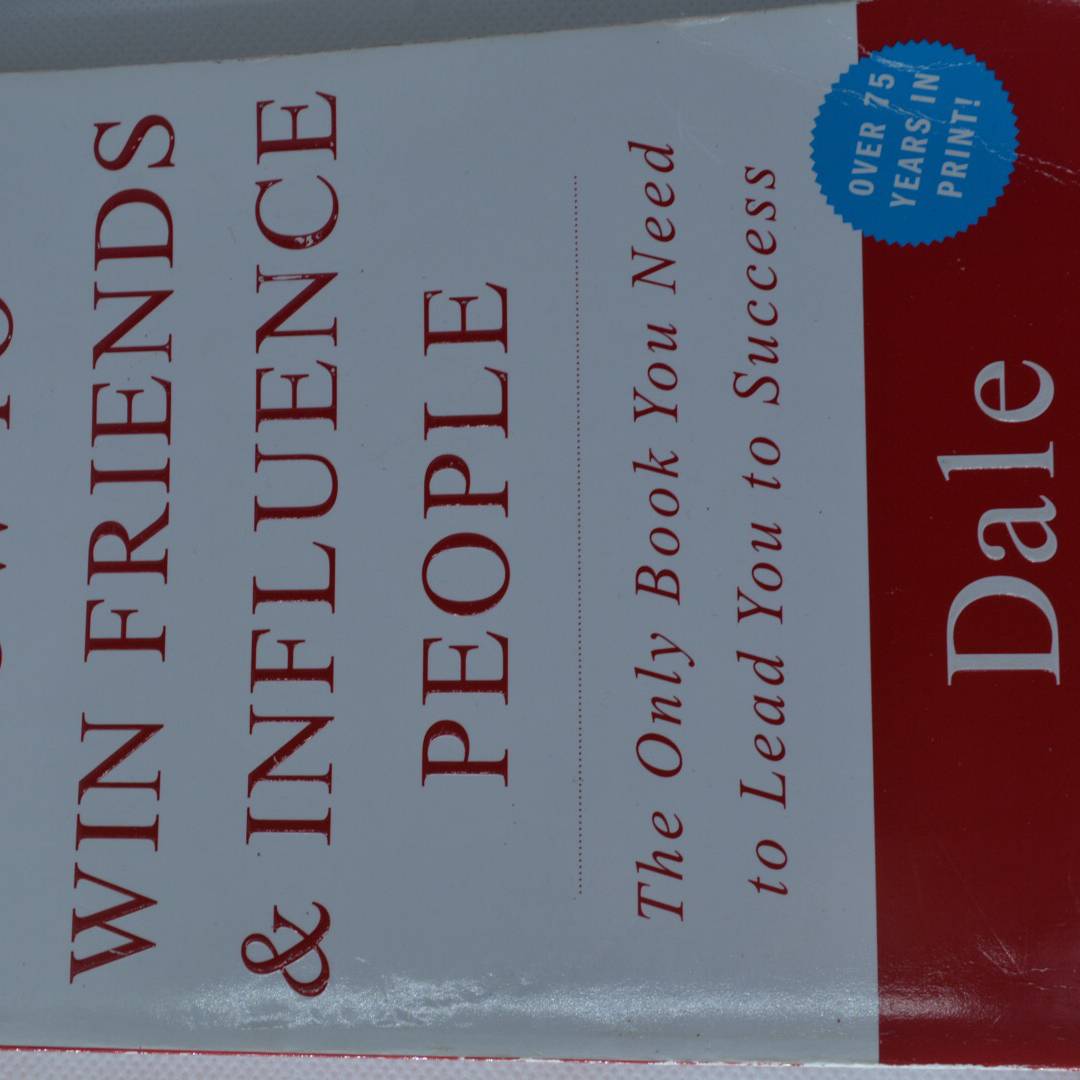 WIN FRIENDS
& INFLUENCE
PEOPLE
The Only Book You Need
to Lead You to Success
OVER 75
YEARS IN
PRINT!
Dale